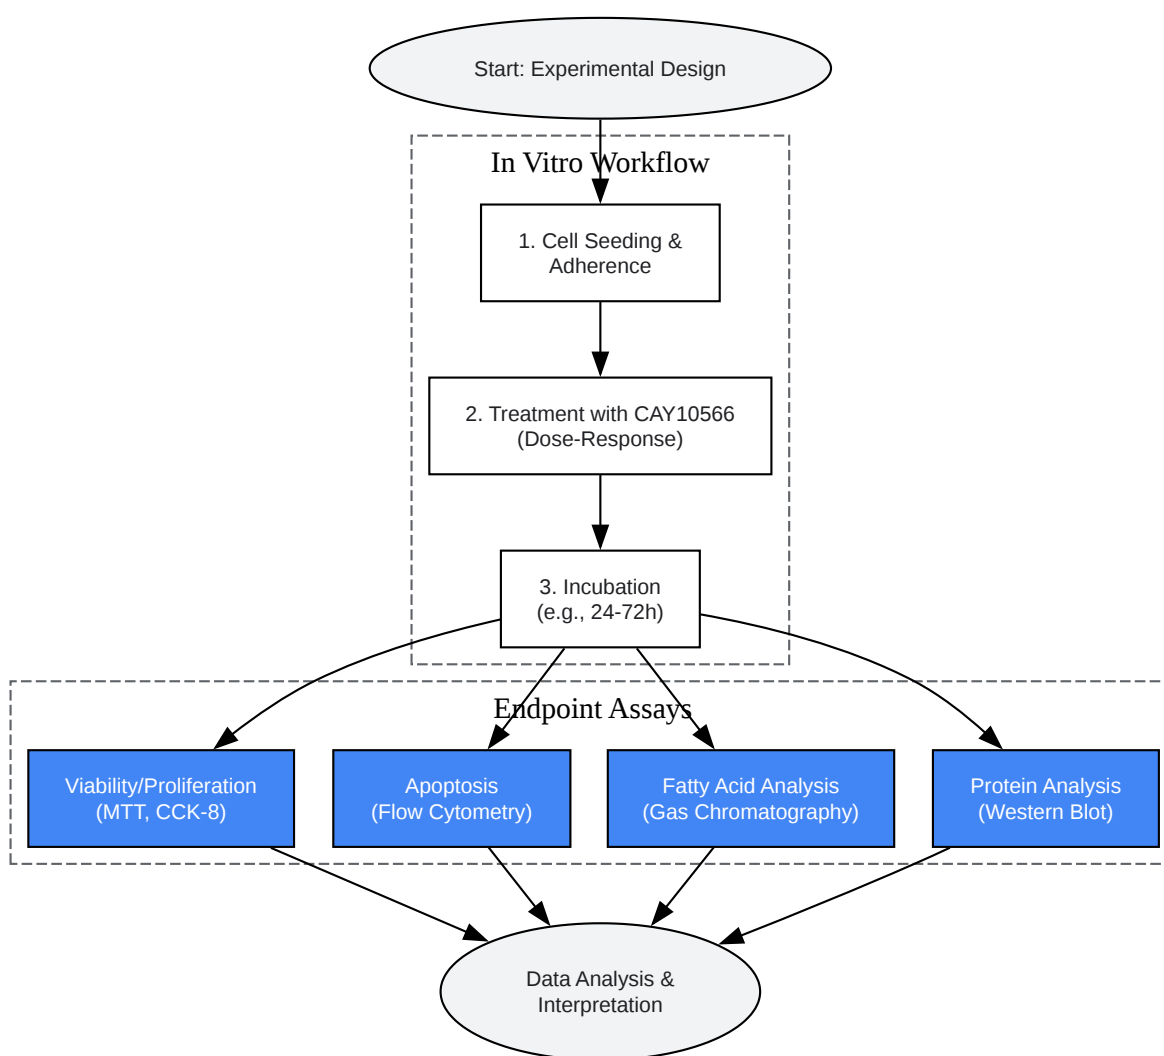 Start: Experimental Design
In Vitro Workflow
1. Cell Seeding &
Adherence
2. Treatment with CAY10566
(Dose-Response)
3. Incubation
(e.g., 24-72h)
Endpoint Assays
Viability/Proliferation
(MTT, CCK-8)
Apoptosis
(Flow Cytometry)
Fatty Acid Analysis
(Gas Chromatography)
Protein Analysis
(Western Blot)
Data Analysis &
Interpretation